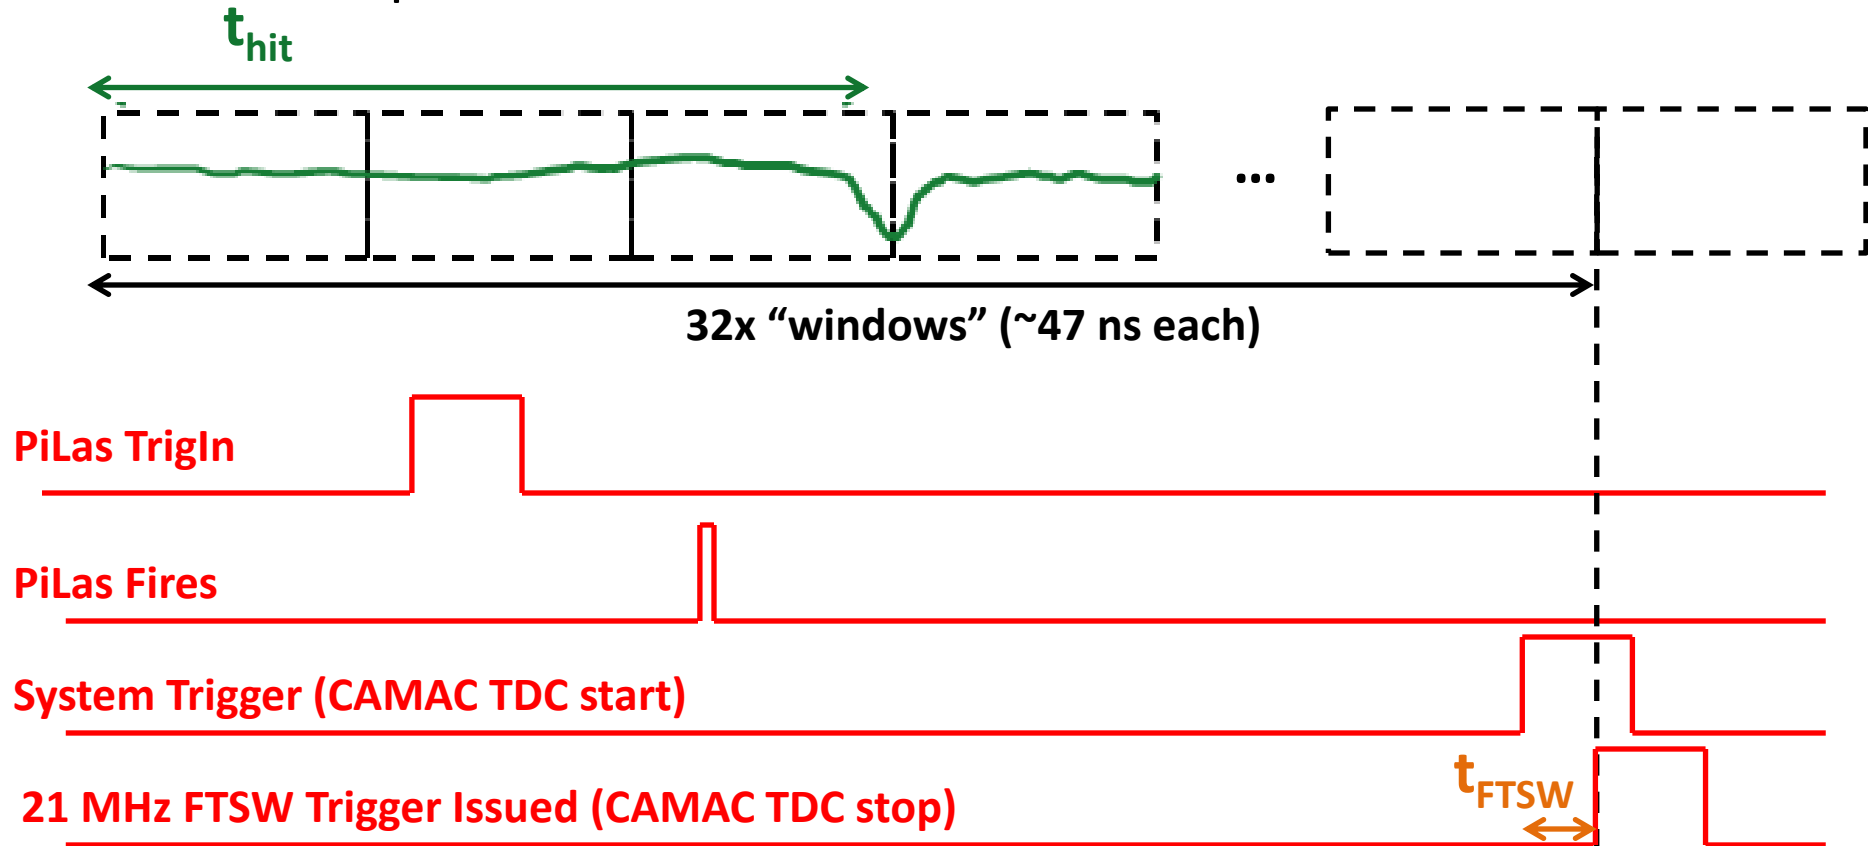 t_hit
...
32x “windows” (~47 ns each)
PiLas TrigIn
PiLas Fires
System Trigger (CAMAC TDC start)
t_FTSW
21 MHz FTSW Trigger Issued (CAMAC TDC stop)